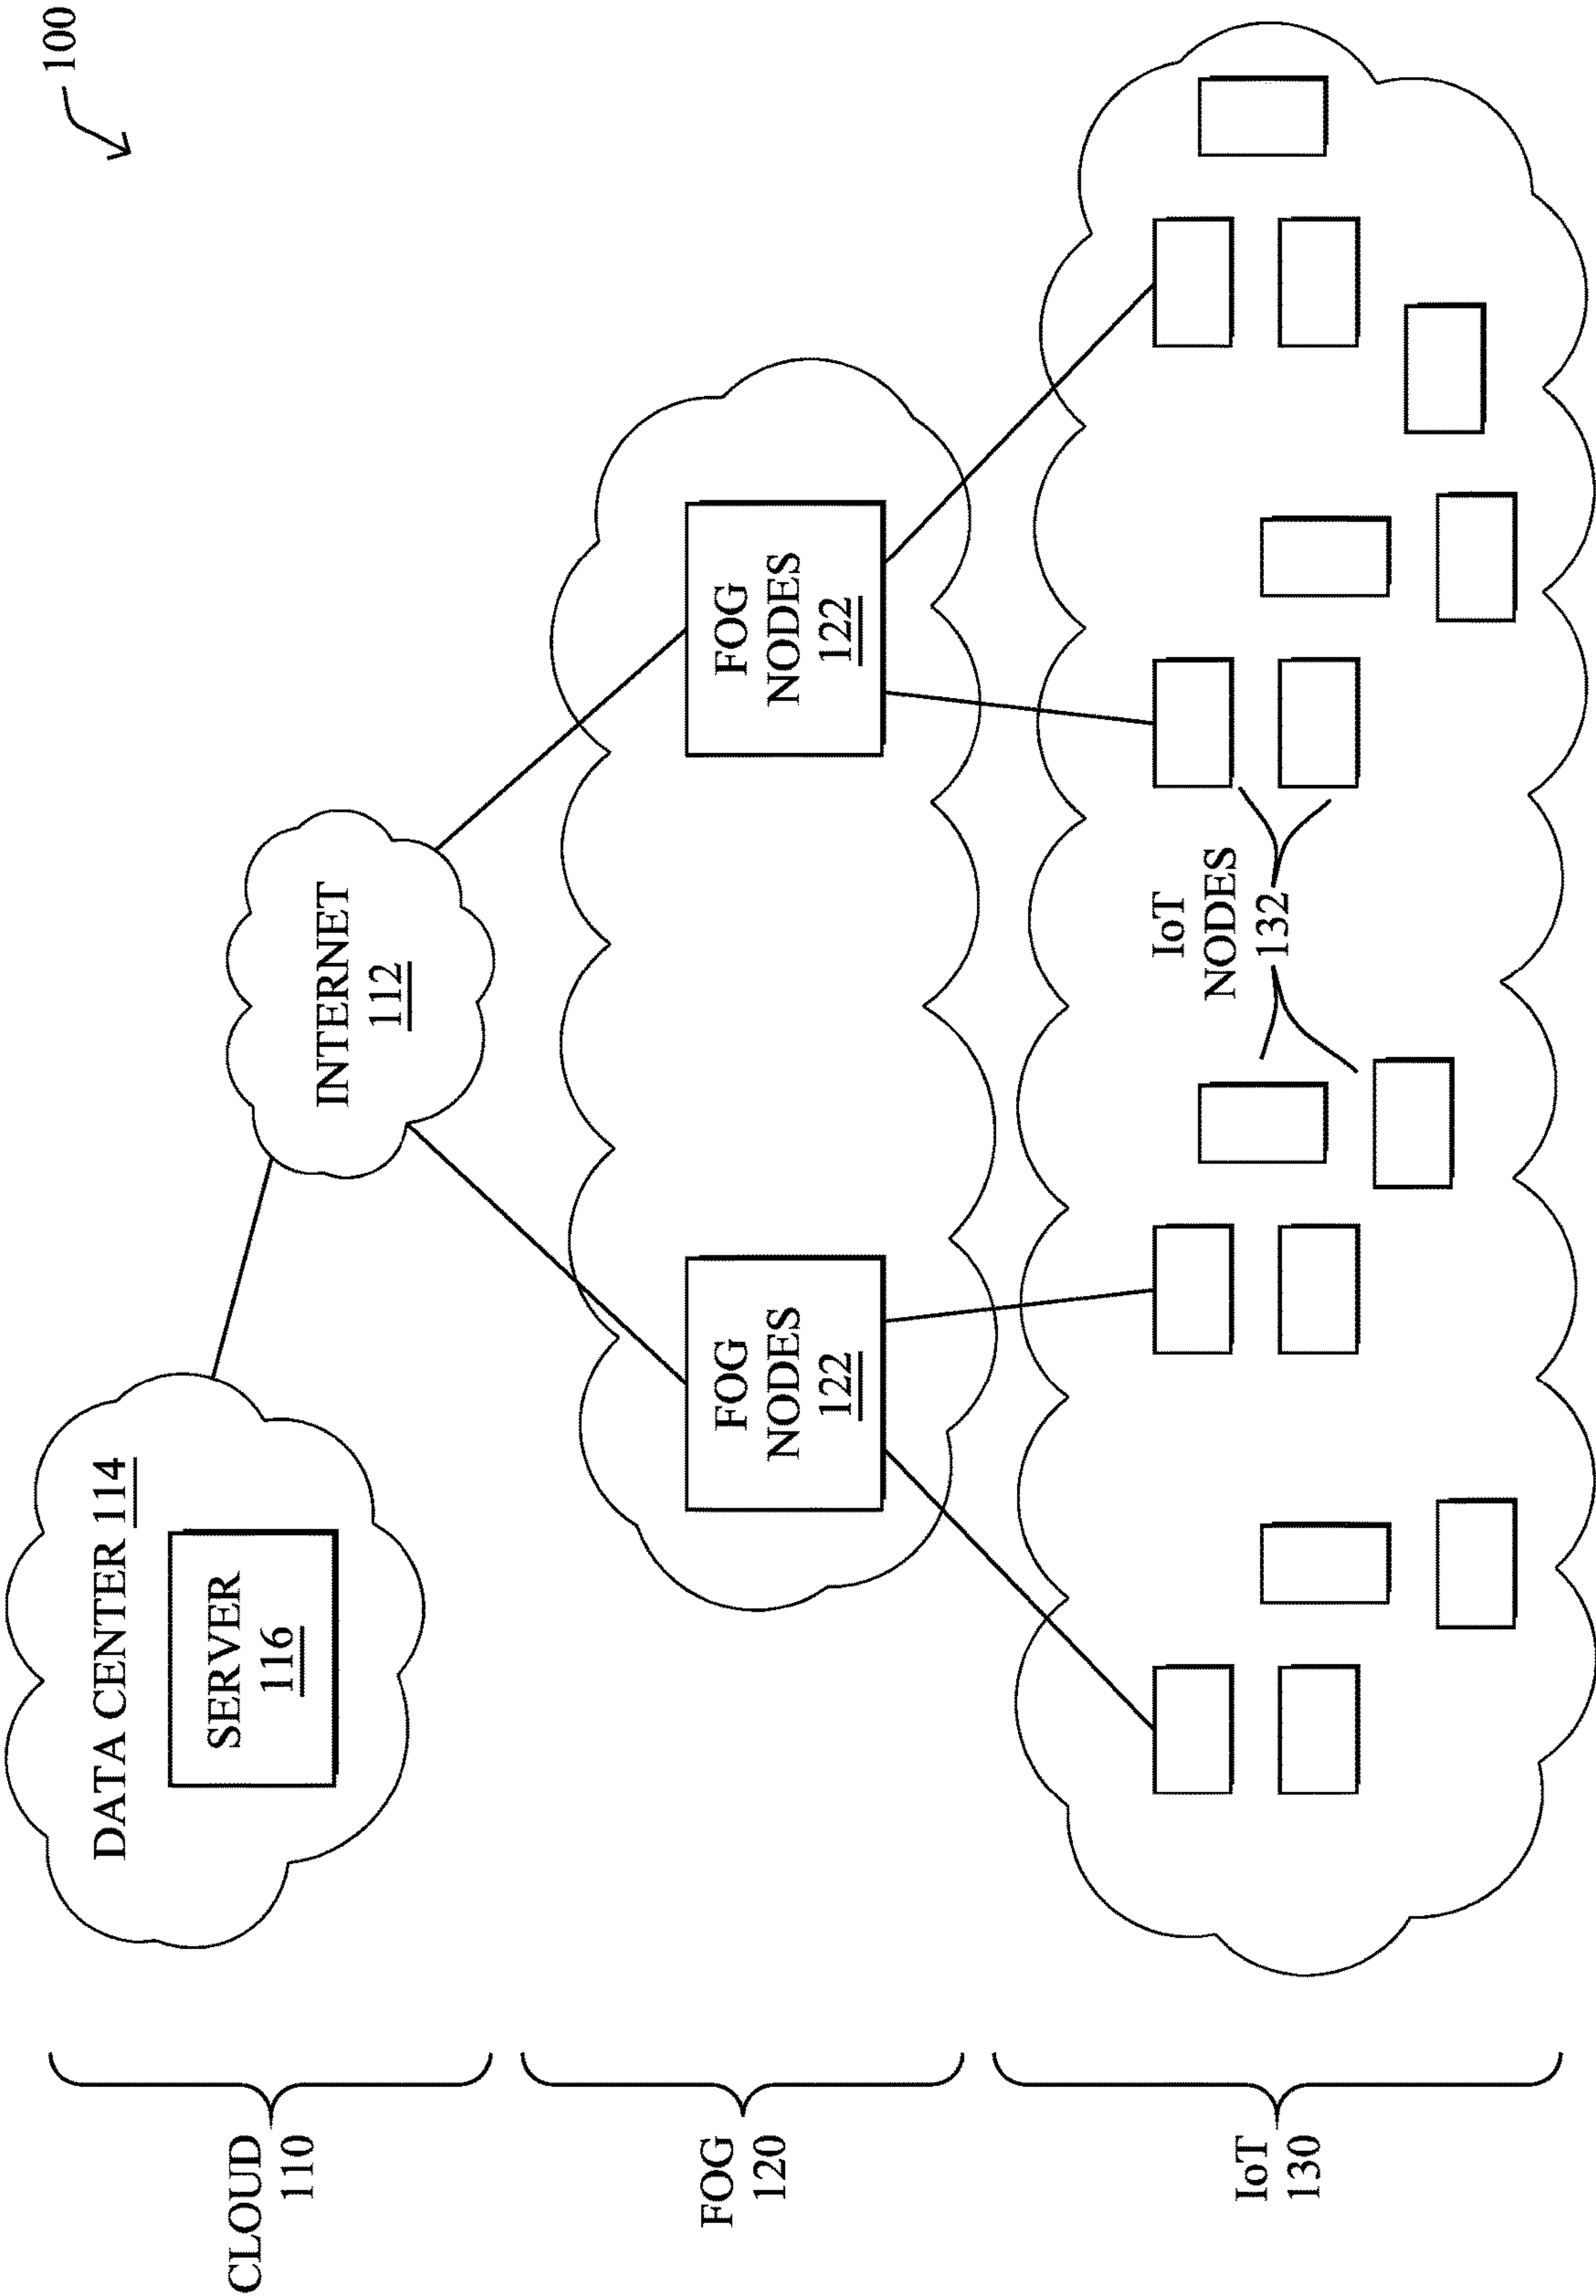 100
CLOUD
110
DATA CENTER 114
SERVER
116
INTERNET
112
FOG
120
FOG
NODES
122
FOG
NODES
122
IoT
130
IoT
NODES
132